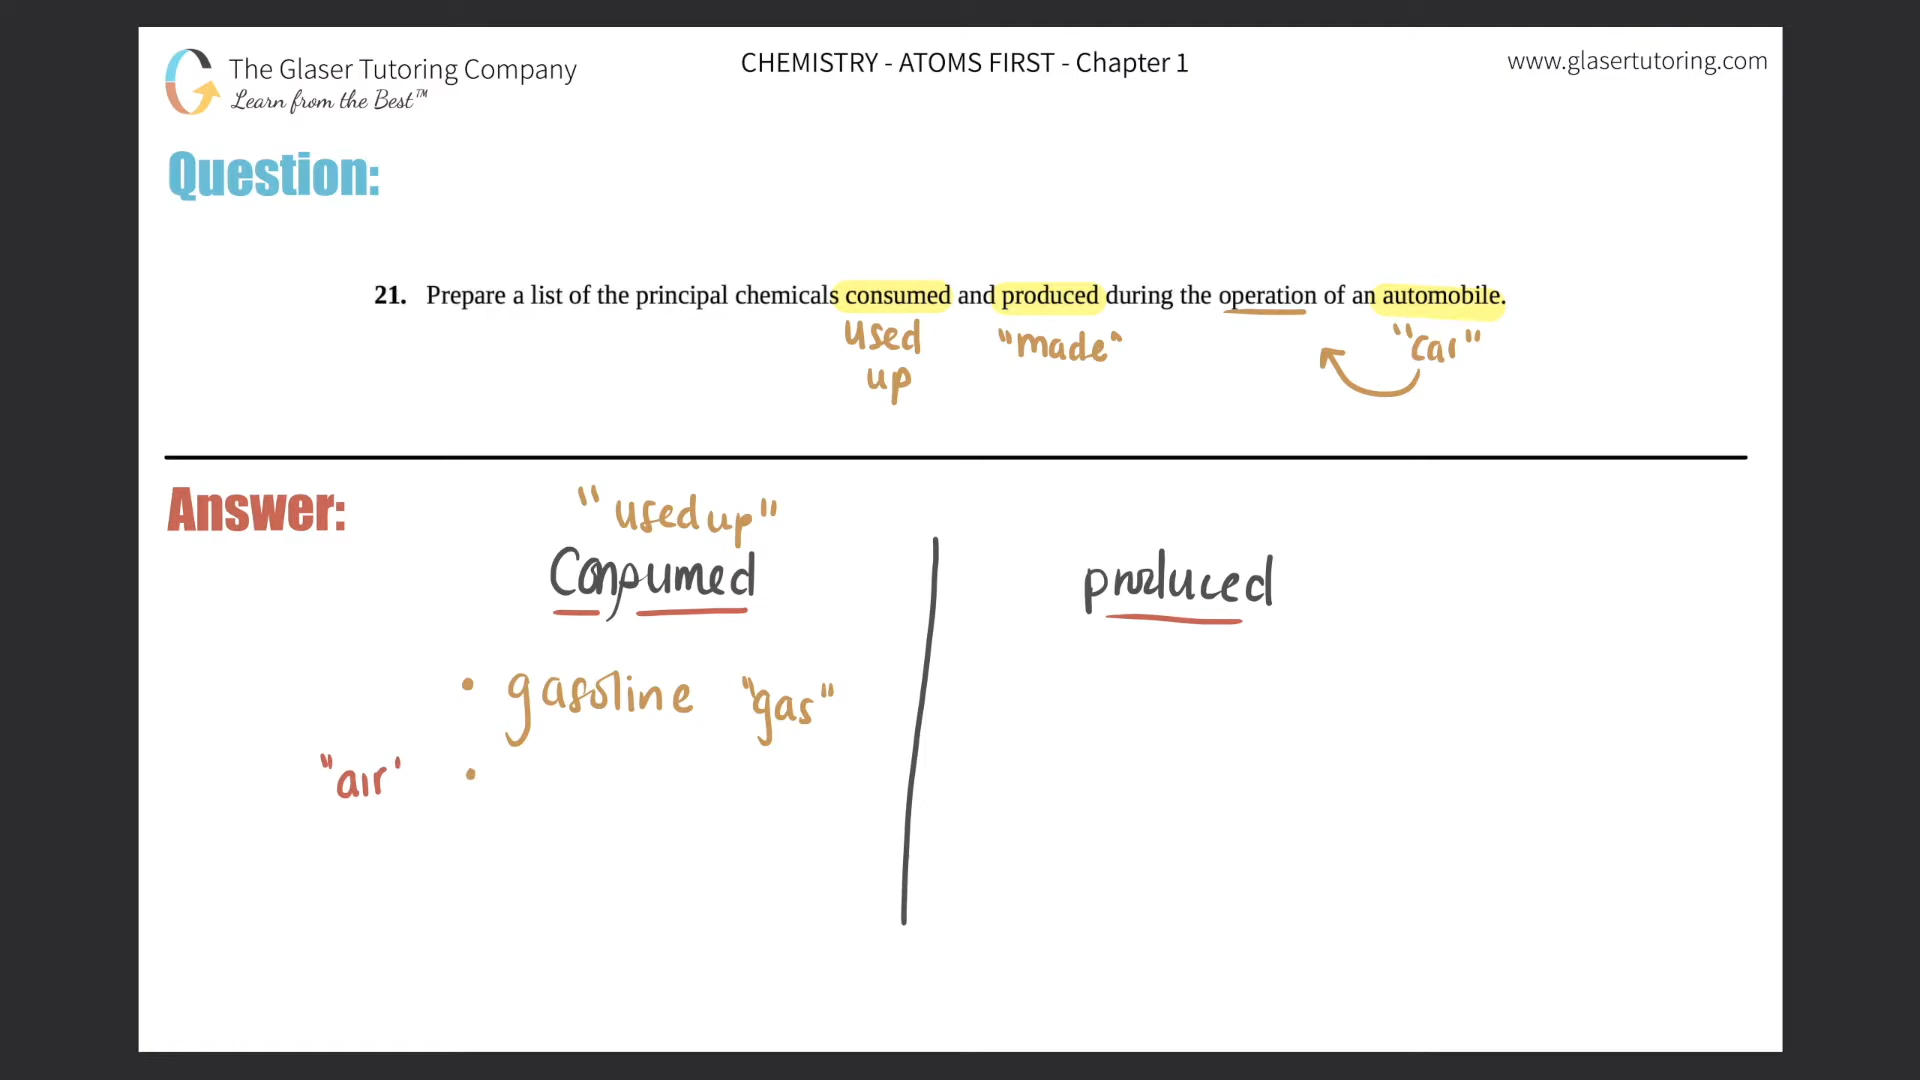 The Glaser Tutoring Company
Learn from the Best™
CHEMISTRY - ATOMS FIRST - Chapter 1
www.glasertutoring.com
Question:
21. Prepare a list of the principal chemicals consumed and produced during the operation of an automobile.
used up
"made"
"car"
Answer:
"used up"
Consumed
produced
• gasoline "gas"
"air' •